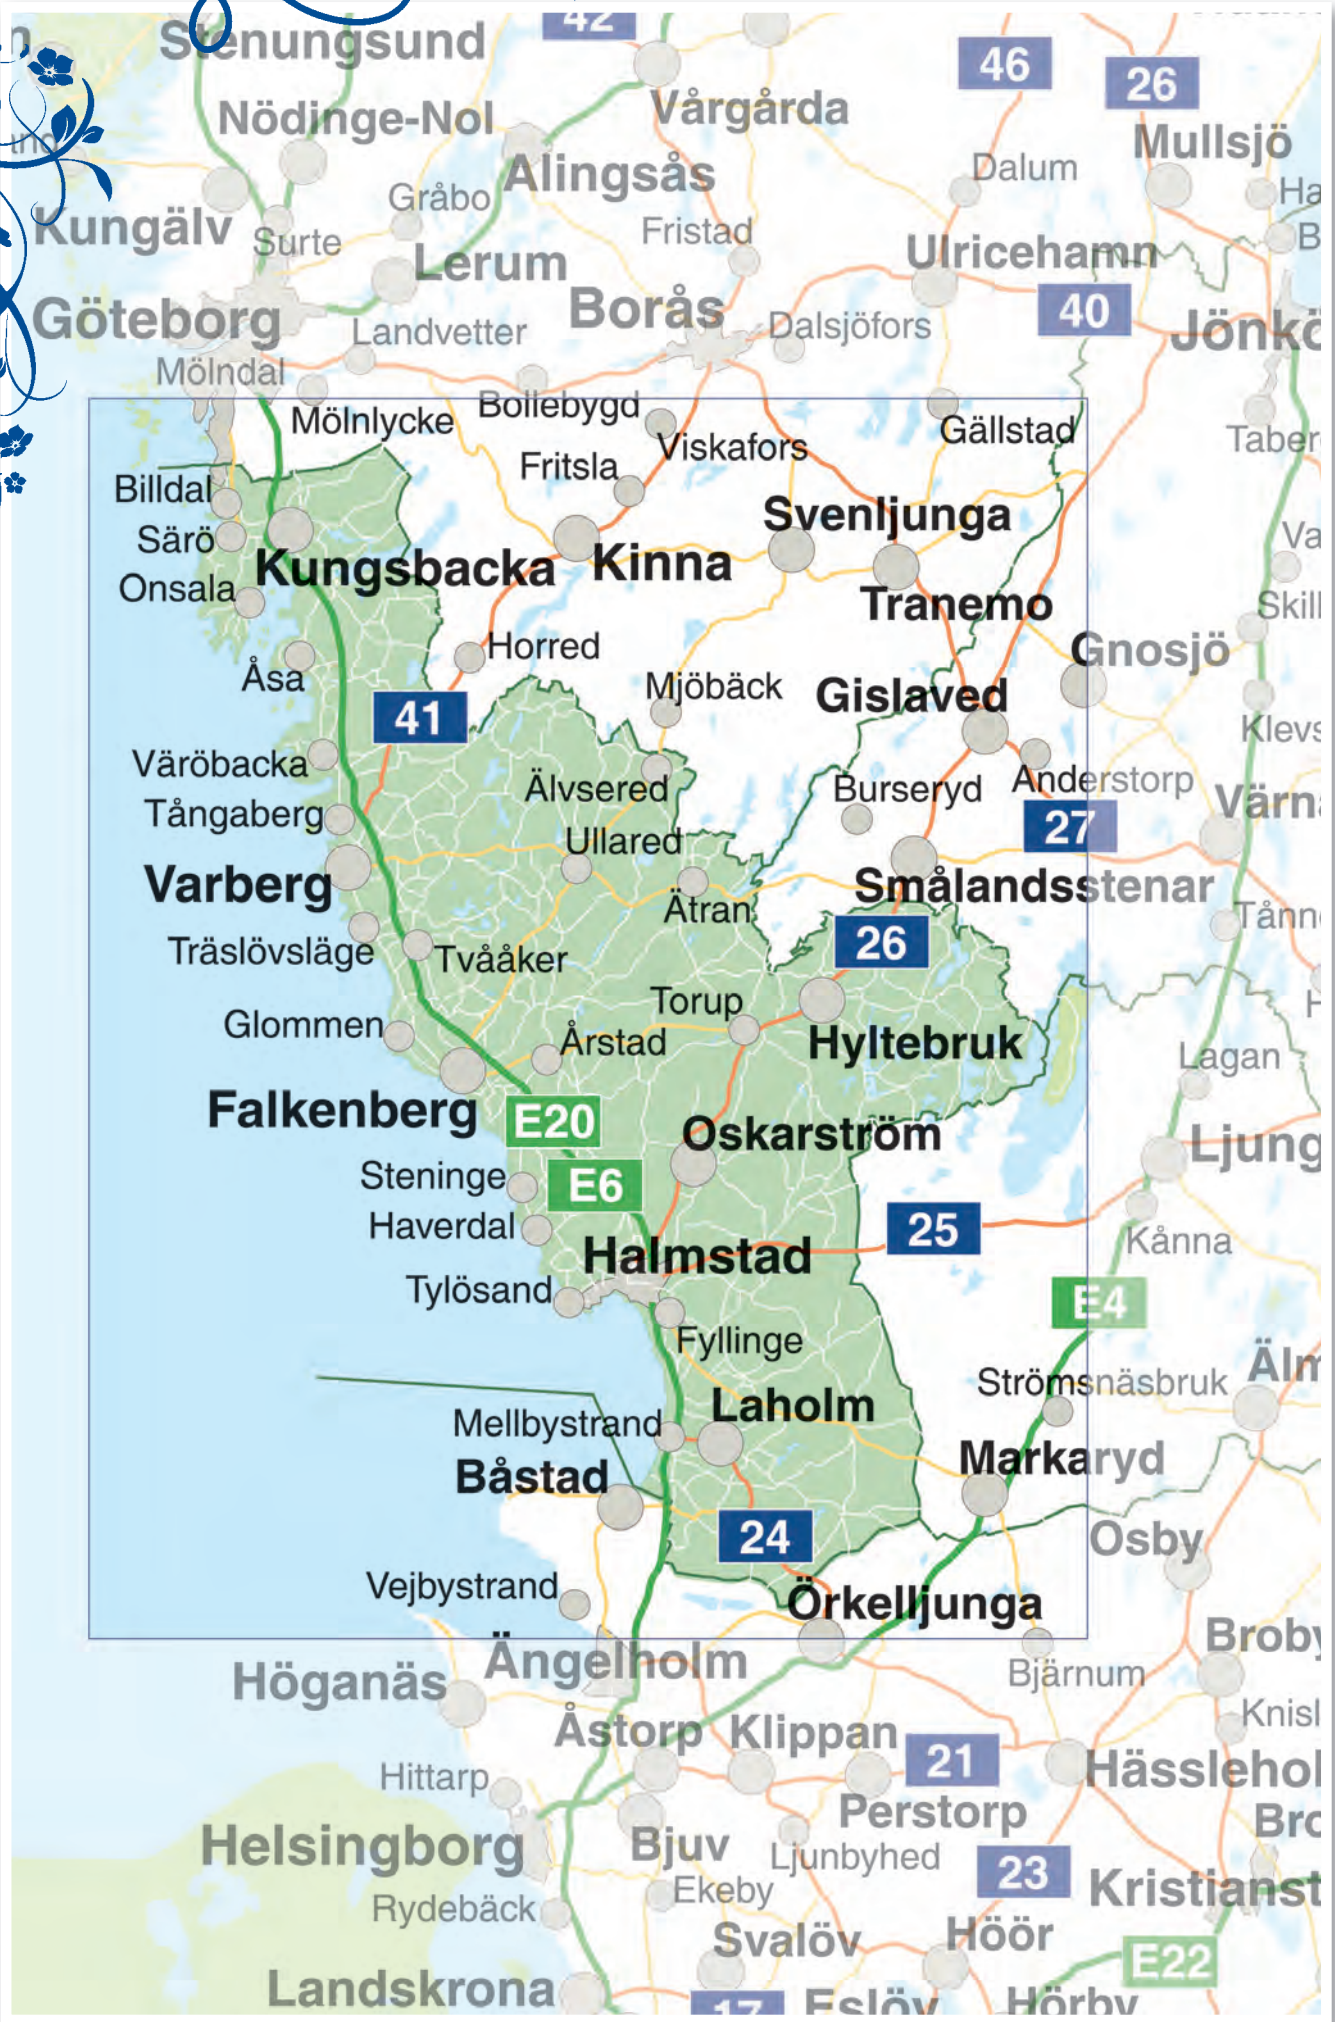 42
Stenungsund
46
26
Vårgårda
Nödinge-Nol
Mullsjö
Dalum
Alingsås
Gråbo
Kungälv
Surte
Fristad
Ulricehamn
Lerum
Göteborg
Borås
40
Landvetter
Dalsjöfors
Mölndal
Bollebygd
Mölnlycke
Gällstad
Viskafors
Fritsla
Billdal
Svenljunga
Särö
Kungsbacka
Kinna
Onsala
Tranemo
Horred
Gnosjö
Åsa
Mjöbäck
Gislaved
41
Väröbacka
Älvsered
Burseryd
Anderstorp
Tångaberg
27
Ullared
Varberg
Smålandsstenar
Ätran
Träslövsläge
Tvååker
26
Torup
Glommen
Årstad
Hyltebruk
Lagan
Falkenberg
E20
Oskarström
Steninge
E6
Haverdal
25
Kånna
Halmstad
Tylösand
E4
Fyllinge
Strömsnäsbruk
Laholm
Mellbystrand
Båstad
Markaryd
24
Osby
Vejbystrand
Örkelljunga
Ängelholm
Höganäs
Bjärnum
Åstorp
Klippan
21
Hittarp
Perstorp
Helsingborg
Bjuv
Ljunbyhed
23
Ekeby
Rydebäck
Svalöv
Höör
E22
Landskrona
17
Eslöv
Hörby